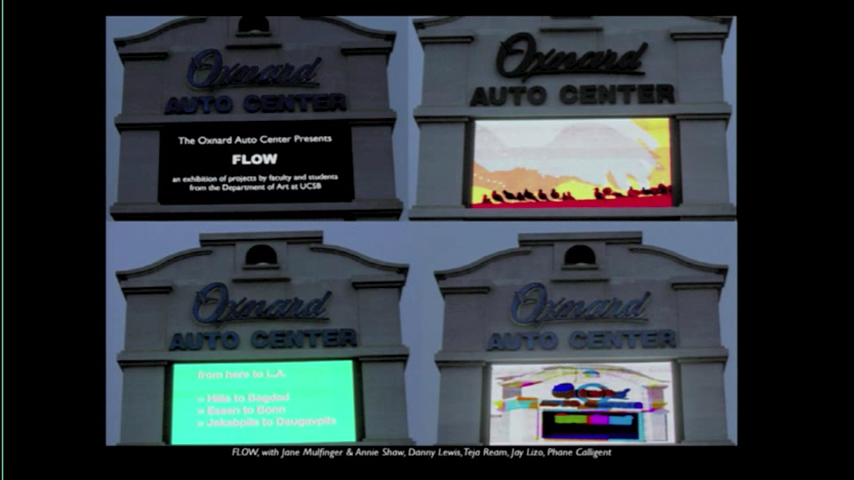 Oxnard
AUTO CENTER
The Oxnard Auto Center Presents
FLOW
an exhibition of projects by faculty and students
from the Department of Art at UCSB
Oxnard
AUTO CENTER
Oxnard
AUTO CENTER
from here to L.A.
= Hilla to Bagdad
= Essen to Bonn
= Jekabpils to Daugavpils
Oxnard
AUTO CENTER
FLOW, with Jane Mulfinger & Annie Shaw, Danny Lewis, Teja Ream, Jay Lizo, Phane Calligent